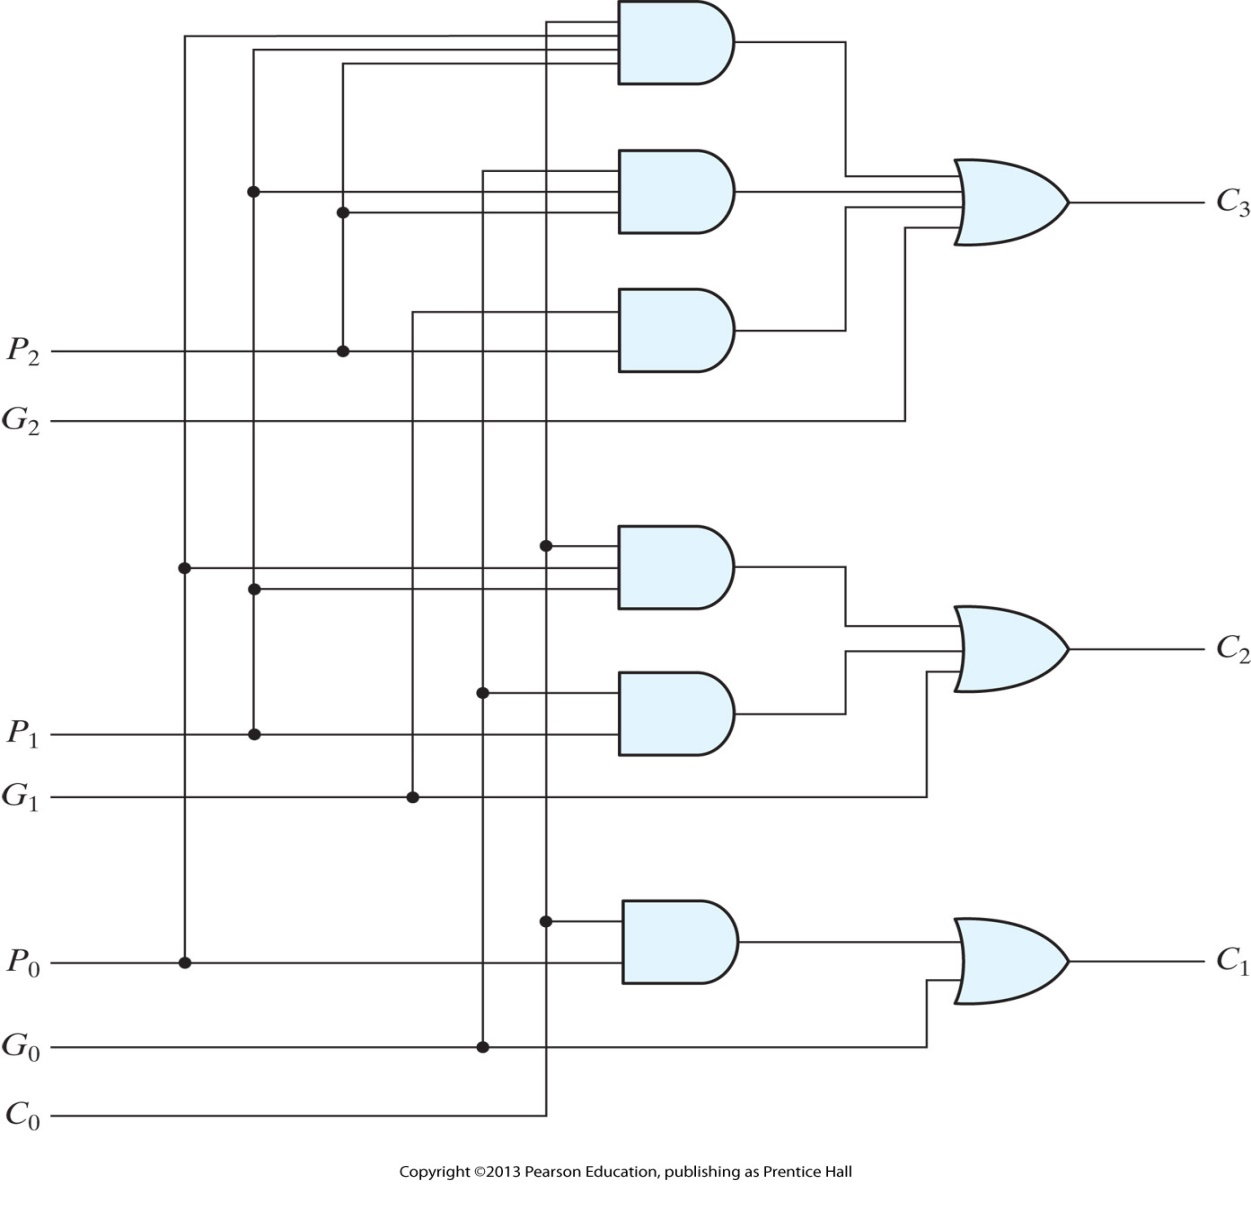 C₃
P₂
G₂
C₂
P₁
G₁
P₀
C₁
G₀
C₀
Copyright ©2013 Pearson Education, publishing as Prentice Hall